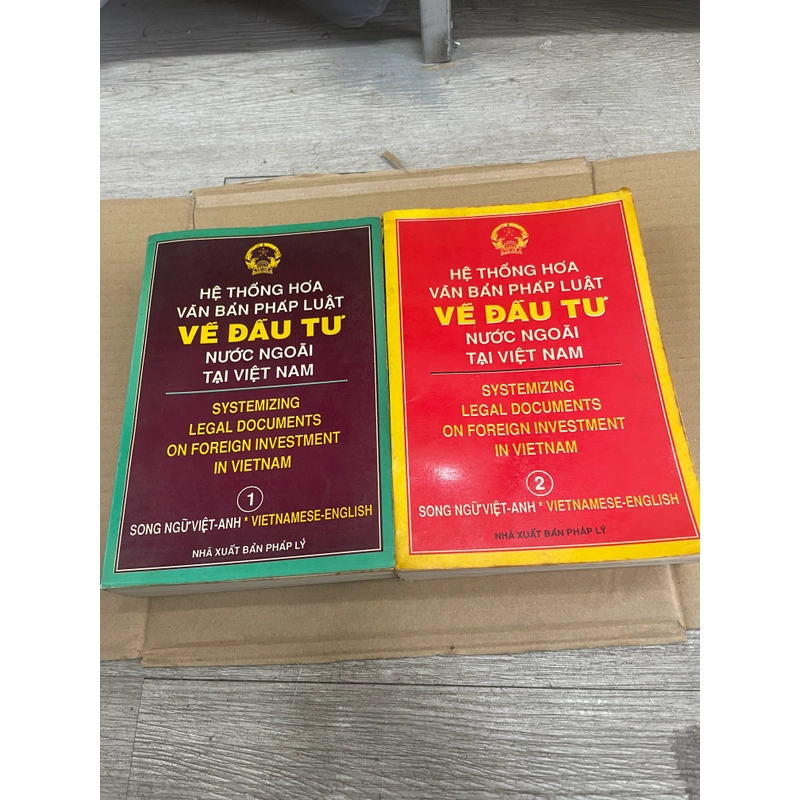 HỆ THỐNG HÓA
VĂN BẢN PHÁP LUẬT
VỀ ĐẦU TƯ
NƯỚC NGOÀI
TẠI VIỆT NAM
SYSTEMIZING
LEGAL DOCUMENTS
ON FOREIGN INVESTMENT
IN VIETNAM
1
SONG NGỮ VIỆT-ANH * VIETNAMESE-ENGLISH
NHÀ XUẤT BẢN PHÁP LÝ
HỆ THỐNG HÓA
VĂN BẢN PHÁP LUẬT
VỀ ĐẦU TƯ
NƯỚC NGOÀI
TẠI VIỆT NAM
SYSTEMIZING
LEGAL DOCUMENTS
ON FOREIGN INVESTMENT
IN VIETNAM
2
SONG NGỮ VIỆT-ANH * VIETNAMESE-ENGLISH
NHÀ XUẤT BẢN PHÁP LÝ